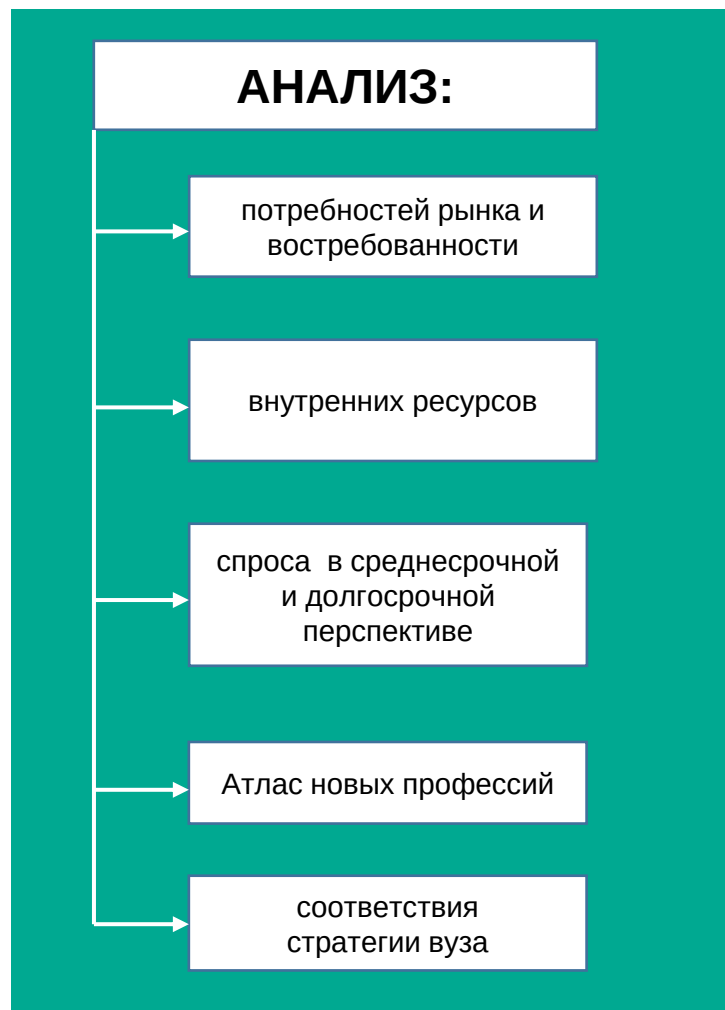 АНАЛИЗ:
потребностей рынка и
востребованности
внутренних ресурсов
спроса  в среднесрочной
и долгосрочной
перспективе
Атлас новых профессий
соответствия
стратегии вуза